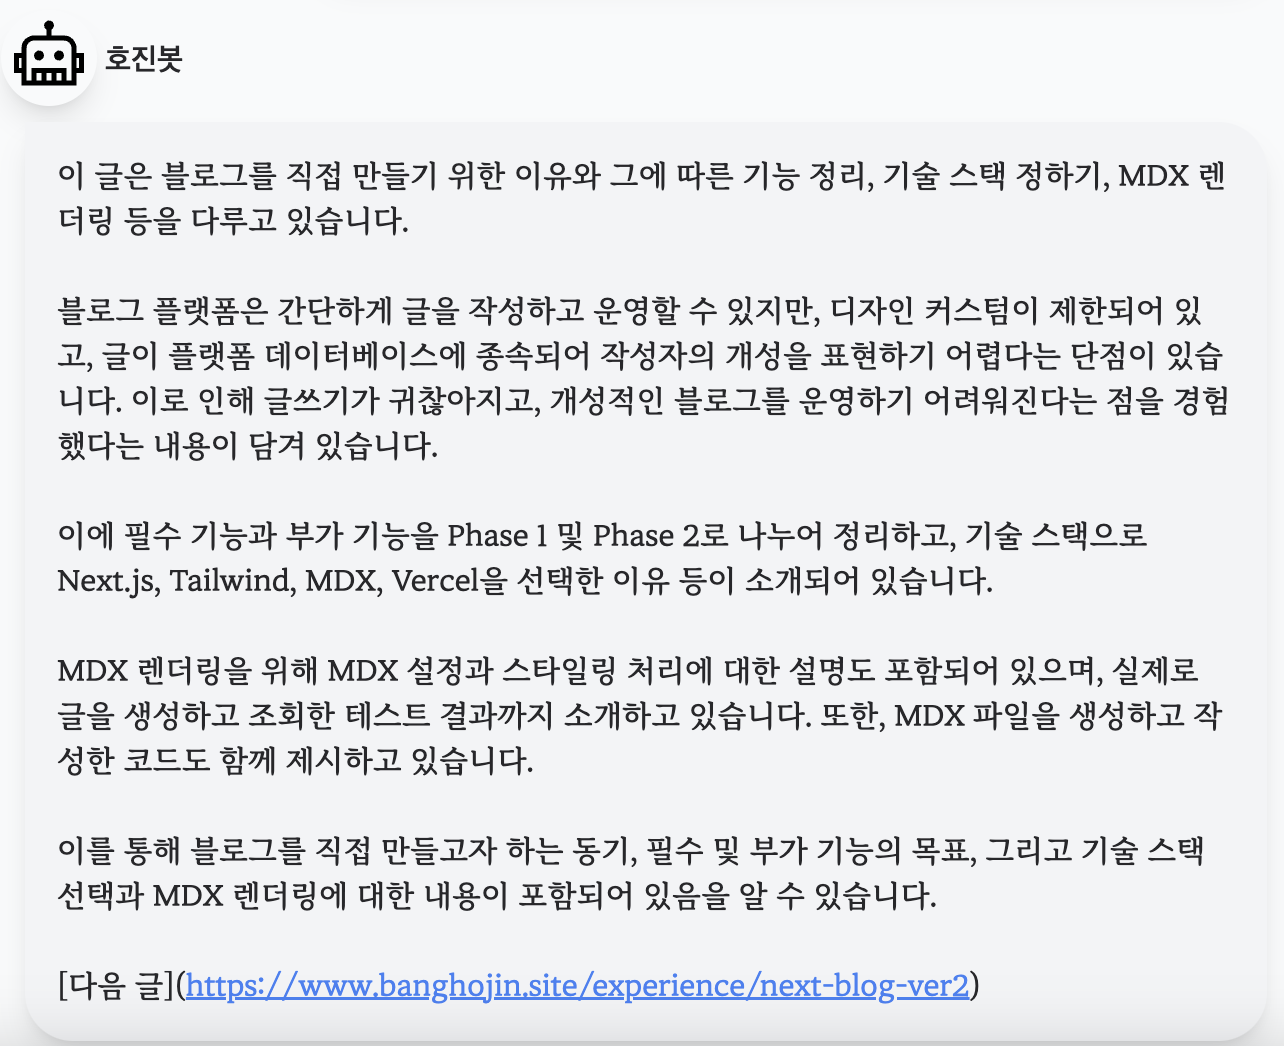 호진봇
이 글은 블로그를 직접 만들기 위한 이유와 그에 따른 기능 정리, 기술 스택 정하기, MDX 렌
더링 등을 다루고 있습니다.
블로그 플랫폼은 간단하게 글을 작성하고 운영할 수 있지만, 디자인 커스텀이 제한되어 있
고, 글이 플랫폼 데이터베이스에 종속되어 작성자의 개성을 표현하기 어렵다는 단점이 있습
니다. 이로 인해 글쓰기가 귀찮아지고, 개성적인 블로그를 운영하기 어려워진다는 점을 경험
했다는 내용이 담겨 있습니다.
이에 필수 기능과 부가 기능을 Phase 1 및 Phase 2로 나누어 정리하고, 기술 스택으로
Next.js, Tailwind, MDX, Vercel을 선택한 이유 등이 소개되어 있습니다.
MDX 렌더링을 위해 MDX 설정과 스타일링 처리에 대한 설명도 포함되어 있으며, 실제로
글을 생성하고 조회한 테스트 결과까지 소개하고 있습니다. 또한, MDX 파일을 생성하고 작
성한 코드도 함께 제시하고 있습니다.
이를 통해 블로그를 직접 만들고자 하는 동기, 필수 및 부가 기능의 목표, 그리고 기술 스택
선택과 MDX 렌더링에 대한 내용이 포함되어 있음을 알 수 있습니다.
[다음 글](https://www.banghojin.site/experience/next-blog-ver2)